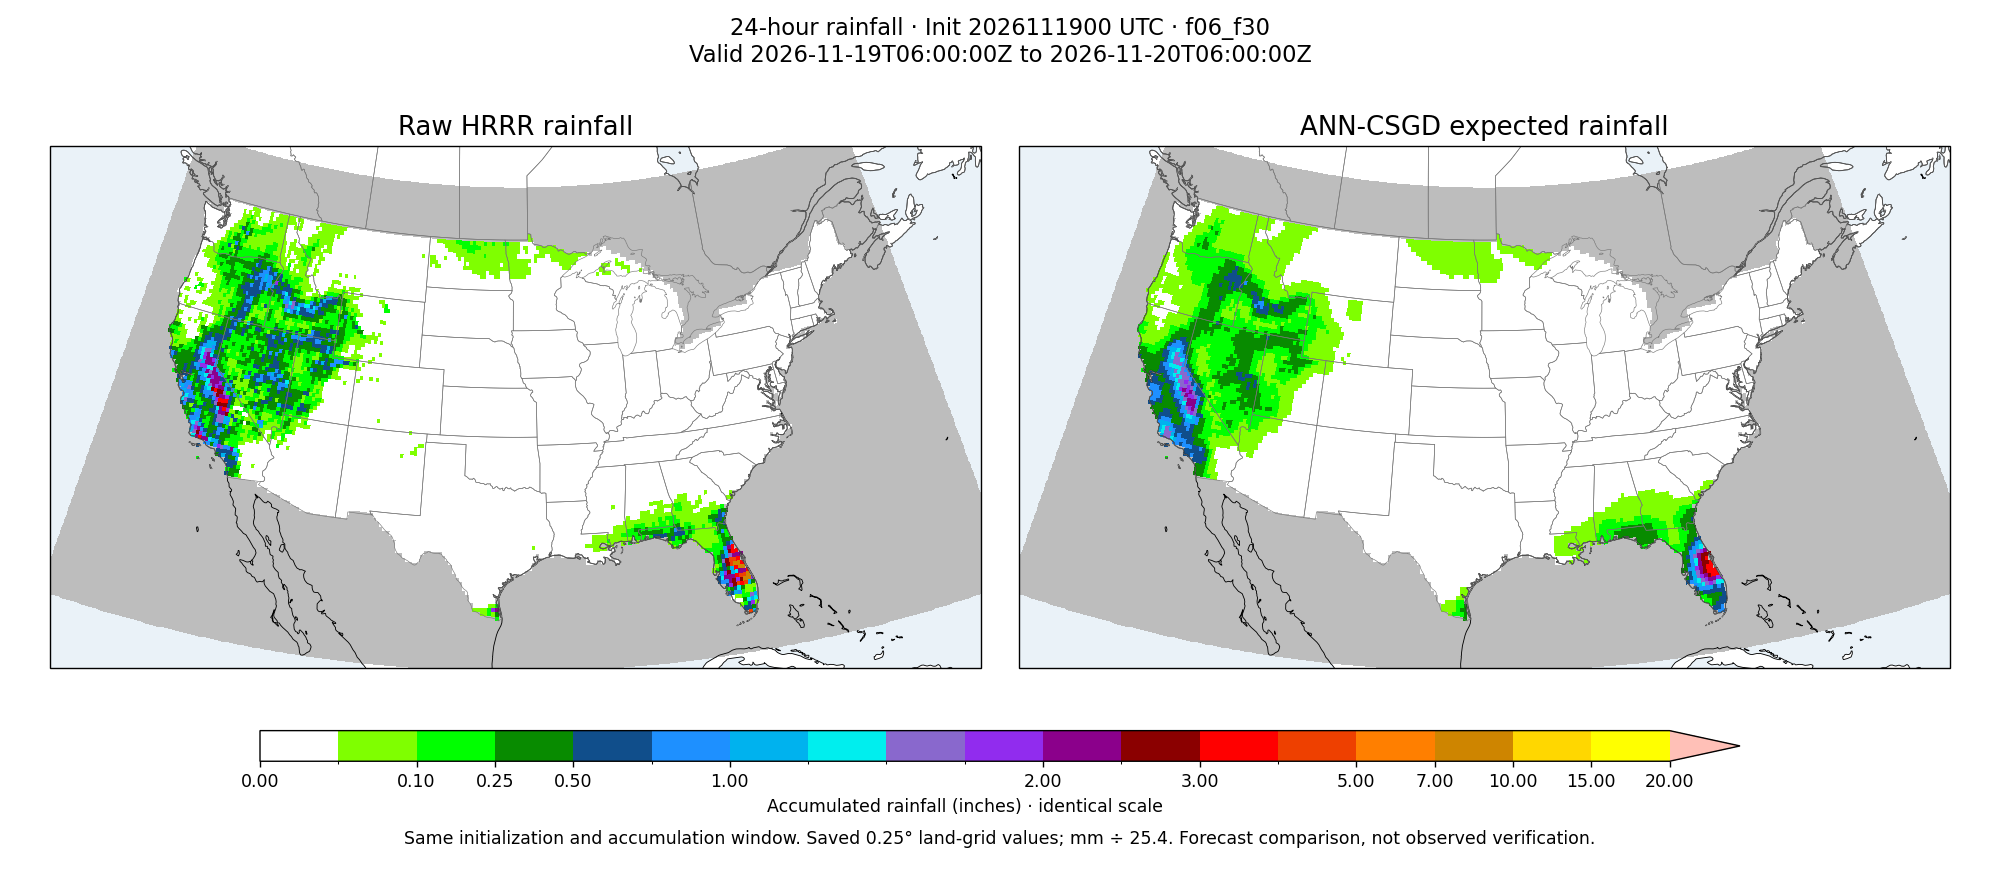 24-hour rainfall · Init 2026111900 UTC · f06_f30
Valid 2026-11-19T06:00:00Z to 2026-11-20T06:00:00Z
Raw HRRR rainfall
ANN-CSGD expected rainfall
0.00 0.10 0.25 0.50 1.00 2.00 3.00 5.00 7.00 10.00 15.00 20.00
Accumulated rainfall (inches) · identical scale
Same initialization and accumulation window. Saved 0.25° land-grid values; mm ÷ 25.4. Forecast comparison, not observed verification.